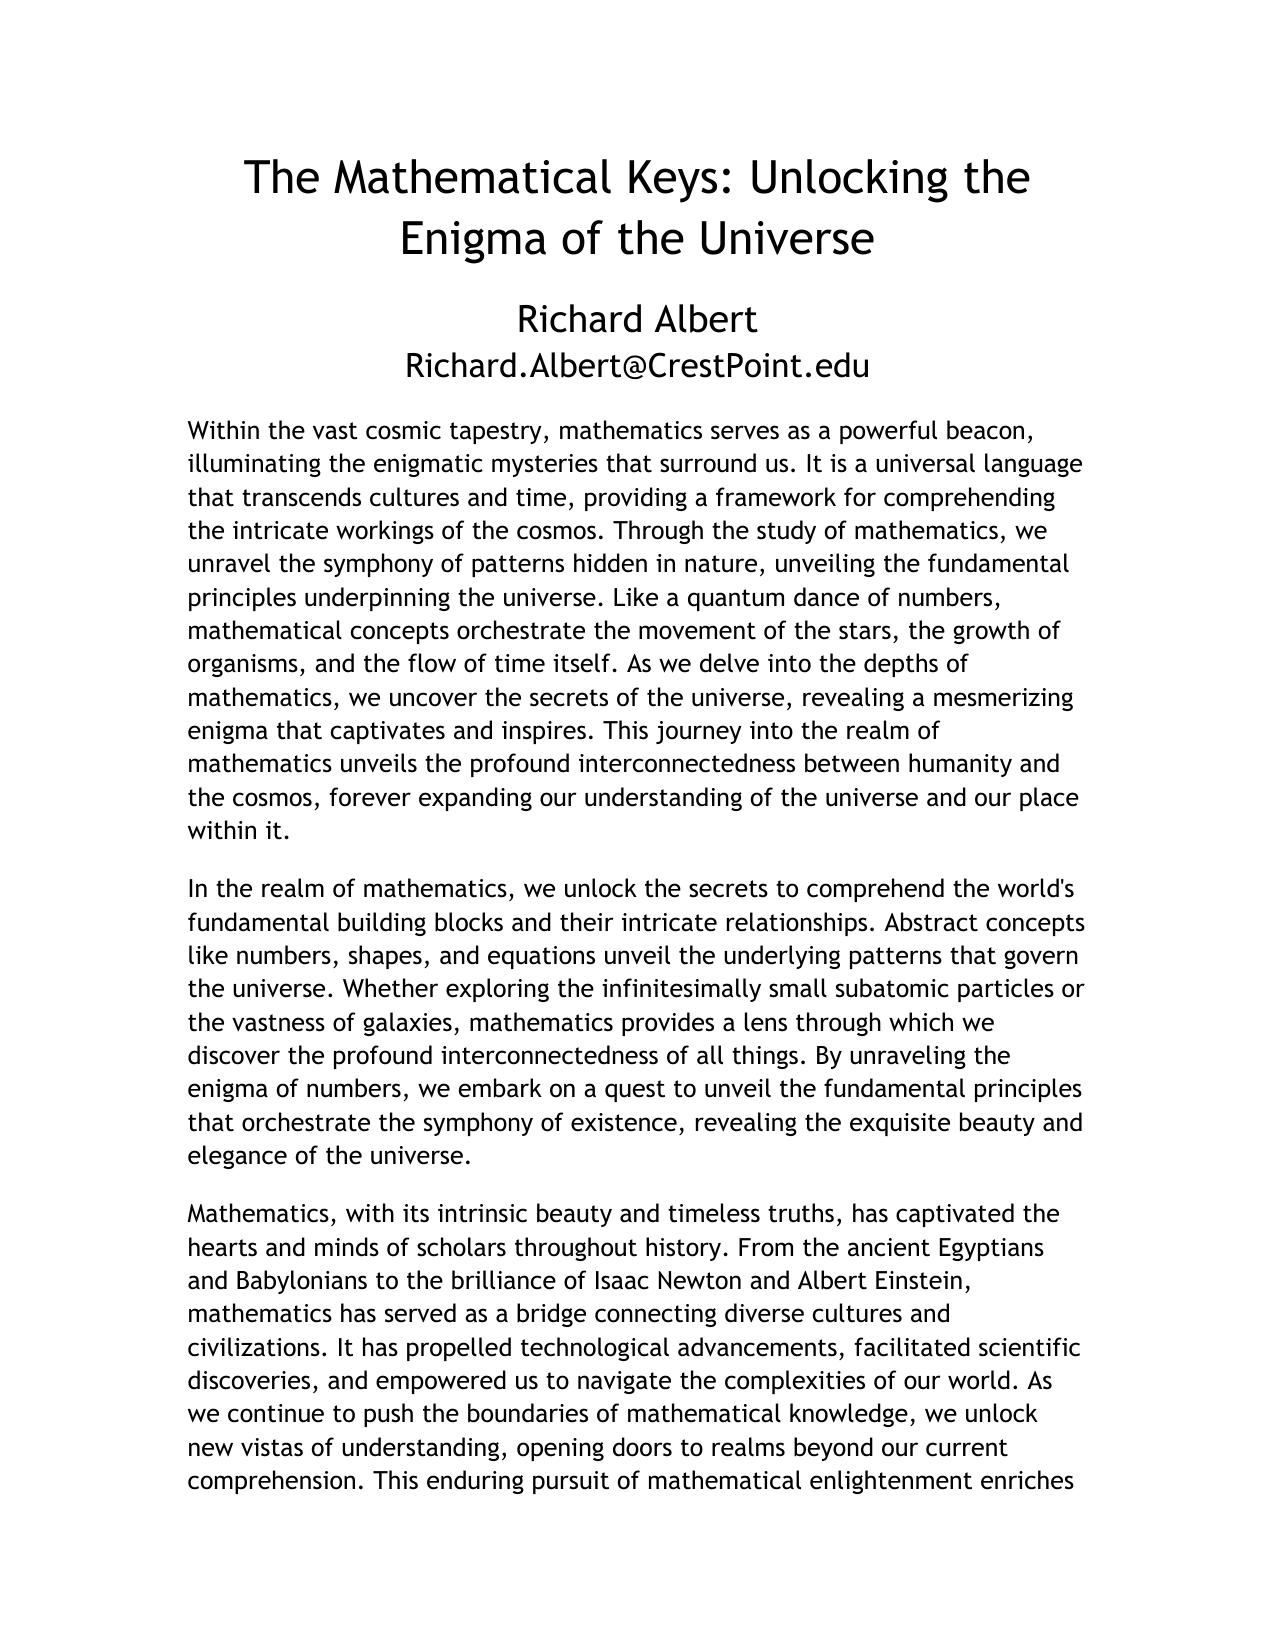 The Mathematical Keys: Unlocking the
Enigma of the Universe
Richard Albert
Richard.Albert@CrestPoint.edu
Within the vast cosmic tapestry, mathematics serves as a powerful beacon,
illuminating the enigmatic mysteries that surround us. It is a universal language
that transcends cultures and time, providing a framework for comprehending
the intricate workings of the cosmos. Through the study of mathematics, we
unravel the symphony of patterns hidden in nature, unveiling the fundamental
principles underpinning the universe. Like a quantum dance of numbers,
mathematical concepts orchestrate the movement of the stars, the growth of
organisms, and the flow of time itself. As we delve into the depths of
mathematics, we uncover the secrets of the universe, revealing a mesmerizing
enigma that captivates and inspires. This journey into the realm of
mathematics unveils the profound interconnectedness between humanity and
the cosmos, forever expanding our understanding of the universe and our place
within it.
In the realm of mathematics, we unlock the secrets to comprehend the world's
fundamental building blocks and their intricate relationships. Abstract concepts
like numbers, shapes, and equations unveil the underlying patterns that govern
the universe. Whether exploring the infinitesimally small subatomic particles or
the vastness of galaxies, mathematics provides a lens through which we
discover the profound interconnectedness of all things. By unraveling the
enigma of numbers, we embark on a quest to unveil the fundamental principles
that orchestrate the symphony of existence, revealing the exquisite beauty and
elegance of the universe.
Mathematics, with its intrinsic beauty and timeless truths, has captivated the
hearts and minds of scholars throughout history. From the ancient Egyptians
and Babylonians to the brilliance of Isaac Newton and Albert Einstein,
mathematics has served as a bridge connecting diverse cultures and
civilizations. It has propelled technological advancements, facilitated scientific
discoveries, and empowered us to navigate the complexities of our world. As
we continue to push the boundaries of mathematical knowledge, we unlock
new vistas of understanding, opening doors to realms beyond our current
comprehension. This enduring pursuit of mathematical enlightenment enriches